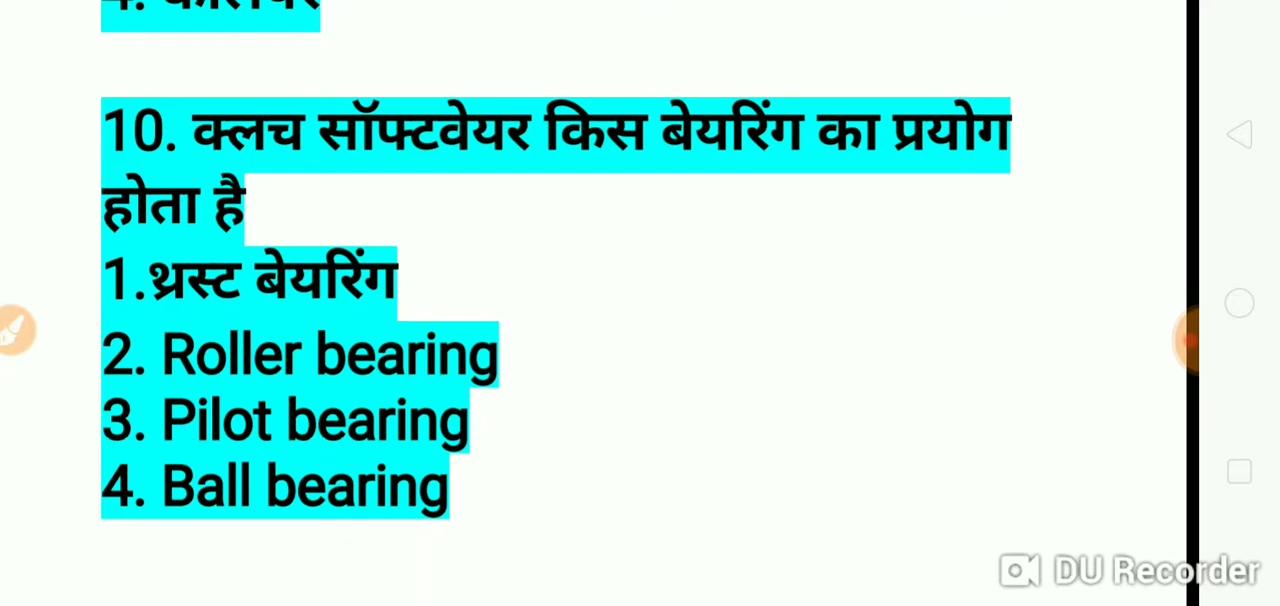 10. क्लच सॉफ्टवेयर किस बेयरिंग का प्रयोग
होता है
1.थ्रस्ट बेयरिंग
2. Roller bearing
3. Pilot bearing
4. Ball bearing
DU Recorder